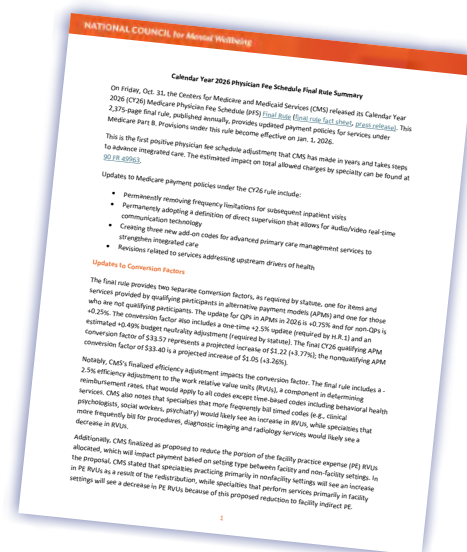 NATIONAL COUNCIL for Mental Wellbeing
Calendar Year 2026 Physician Fee Schedule Final Rule Summary
On Friday, Oct. 31, the Centers for Medicare and Medicaid Services (CMS) released its Calendar Year
2026 (CY26) Medicare Physician Fee Schedule (PFS) Final Rule (final rule fact sheet, press release). This
2,375-page final rule, published annually, provides updated payment policies for services under
Medicare Part B. Provisions under this rule become effective on Jan. 1, 2026.
This is the first positive physician fee schedule adjustment that CMS has made in years and takes steps
to advance integrated care. The estimated impact on total allowed charges by specialty can be found at
90 FR 49963.
Updates to Medicare payment policies under the CY26 rule include:
• Permanently removing frequency limitations for subsequent inpatient visits
• Permanently adopting a definition of direct supervision that allows for audio/video real-time
communication technology
• Creating three new add-on codes for advanced primary care management services to
strengthen integrated care
• Revisions related to services addressing upstream drivers of health
Updates to Conversion Factors
The final rule provides two separate conversion factors, as required by statute, one for items and
services provided by qualifying participants in alternative payment models (APMs) and one for those
who are not qualifying participants. The update for QPs in APMs in 2026 is +0.75% and for non-QPs is
+0.25%. The conversion factor also includes a one-time +2.5% update (required by H.R.1) and an
estimated +0.49% budget neutrality adjustment (required by statute). The final CY26 qualifying APM
conversion factor of $33.57 represents a projected increase of $1.22 (+3.77%); the nonqualifying APM
conversion factor of $33.40 is a projected increase of $1.05 (+3.26%).
Notably, CMS's finalized efficiency adjustment impacts the conversion factor. The final rule includes a -
2.5% efficiency adjustment to the work relative value units (RVUs), a component in determining
reimbursement rates, that would apply to all codes except time-based codes including behavioral health
services. CMS also notes that specialties that more frequently bill timed codes (e.g., clinical
psychologists, social workers, psychiatry) would likely see an increase in RVUs, while specialties that
more frequently bill for procedures, diagnostic imaging and radiology services would likely see a
decrease in RVUs.
Additionally, CMS finalized as proposed to reduce the portion of the facility practice expense (PE) RVUs
allocated, which will impact payment based on setting type between facility and non-facility settings. In
the proposal, CMS stated that specialties practicing primarily in nonfacility settings will see an increase
in PE RVUs as a result of the redistribution, while specialties that perform services primarily in facility
settings will see a decrease in PE RVUs because of this proposed reduction to facility indirect PE.
1